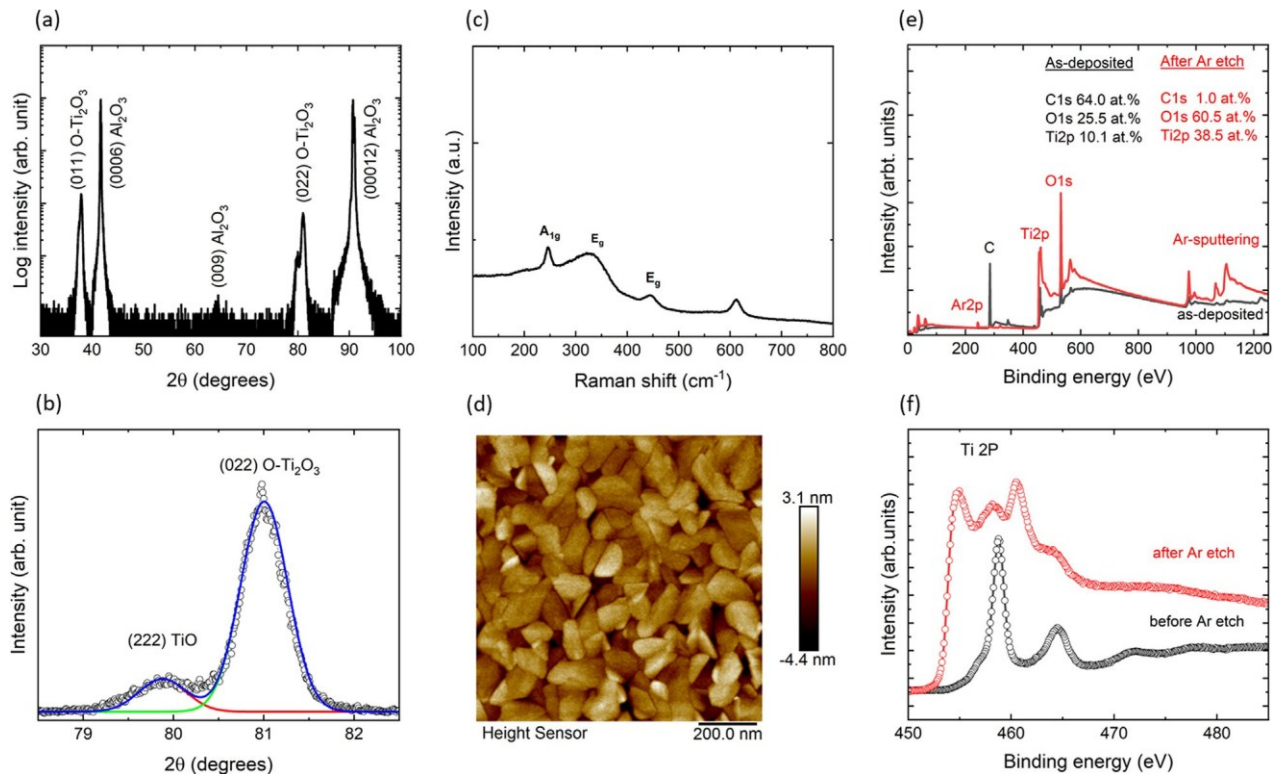 (a)
Log intensity (arb. unit)
(011) O-Ti₂O₃
(0006) Al₂O₃
(009) Al₂O₃
(022) O-Ti₂O₃
(00012) Al₂O₃
30 40 50 60 70 80 90 100
2θ (degrees)
(b)
Intensity (arb. unit)
(222) TiO
(022) O-Ti₂O₃
79 80 81 82
2θ (degrees)
(c)
Intensity (a.u.)
A1g
Eg
Eg
100 200 300 400 500 600 700 800
Raman shift (cm⁻¹)
(d)
3.1 nm
-4.4 nm
Height Sensor
200.0 nm
(e)
Intensity (arbt. units)
As-deposited
C1s 64.0 at.%
O1s 25.5 at.%
Ti2p 10.1 at.%
After Ar etch
C1s 1.0 at.%
O1s 60.5 at.%
Ti2p 38.5 at.%
O1s
Ti2p
C
Ar2p
Ar-sputtering
as-deposited
0 200 400 600 800 1000 1200
Binding energy (eV)
(f)
Intensity (arb.units)
Ti 2P
after Ar etch
before Ar etch
450 460 470 480
Binding energy (eV)